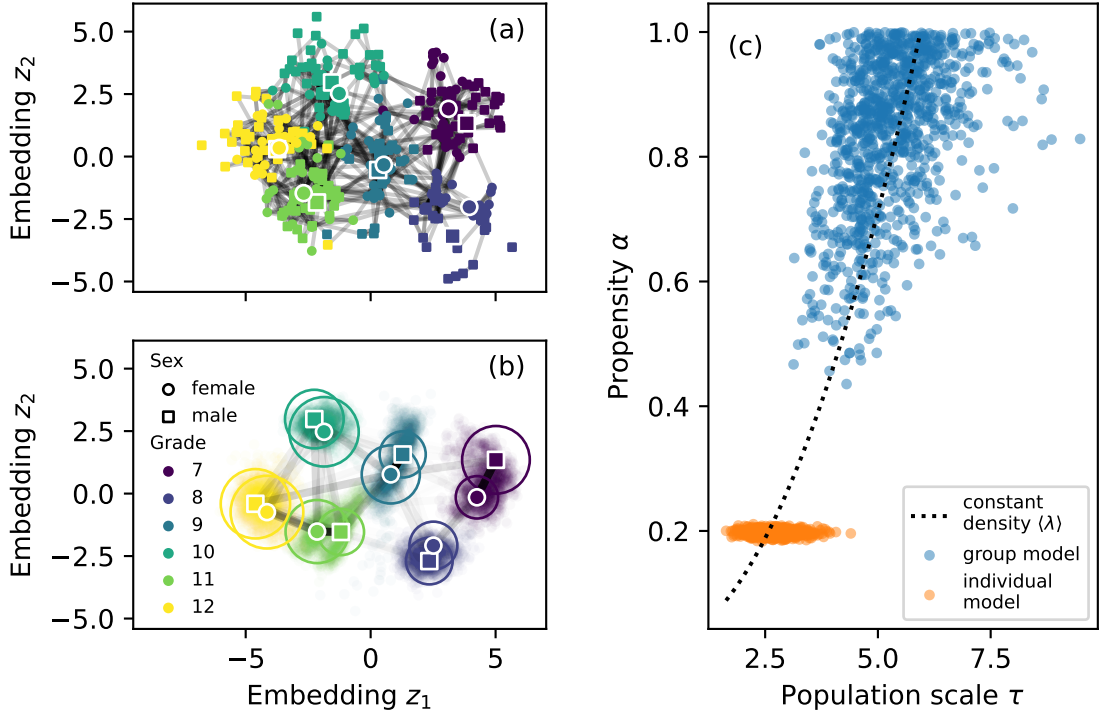 5.0
2.5
0.0
−2.5
−5.0
Embedding z2
(a)
−5
0
5
5.0
2.5
0.0
−2.5
−5.0
Embedding z2
(b)
Sex
female
male
Grade
7
8
9
10
11
12
−5
0
5
Embedding z1
1.0
0.8
0.6
0.4
0.2
Propensity α
(c)
constant
density ⟨λ⟩
group model
individual
model
2.5
5.0
7.5
Population scale τ